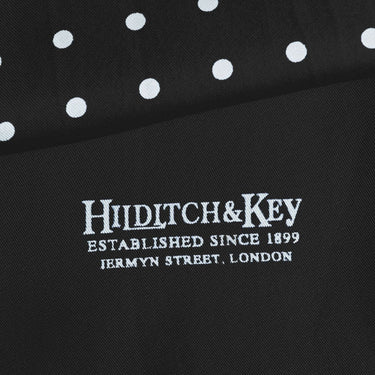 HILDITCH & KEY
ESTABLISHED SINCE 1899
JERMYN STREET, LONDON